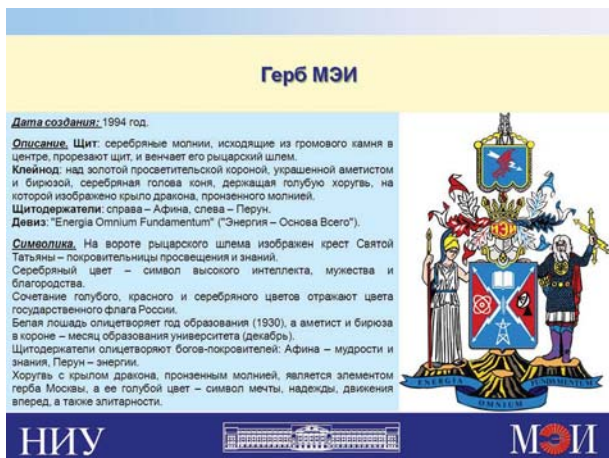 Герб МЭИ
Дата создания: 1994 год.
Описание. Щит: серебряные молнии, исходящие из громового камня в
центре, прорезают щит, и венчает его рыцарский шлем.
Клейнод: над золотой просветительской короной, украшенной аметистом
и бирюзой, серебряная голова коня, держащая голубую хоругвь, на
которой изображено крыло дракона, пронзенного молнией.
Щитодержатели: справа – Афина, слева – Перун.
Девиз: "Energia Omnium Fundamentum" ("Энергия – Основа Всего").
Символика. На вороте рыцарского шлема изображен крест Святой
Татьяны – покровительницы просвещения и знаний.
Серебряный цвет – символ высокого интеллекта, мужества и
благородства.
Сочетание голубого, красного и серебряного цветов отражают цвета
государственного флага России.
Белая лошадь олицетворяет год образования (1930), а аметист и бирюза
в короне – месяц образования университета (декабрь).
Щитодержатели олицетворяют богов-покровителей: Афина – мудрости и
знания, Перун – энергии.
Хоругвь с крылом дракона, пронзенным молнией, является элементом
герба Москвы, а ее голубой цвет – символ мечты, надежды, движения
вперед, а также элитарности.
МЭИ
ENERGIA
OMNIUM
FUNDAMENTUM
НИУ
МЭИ